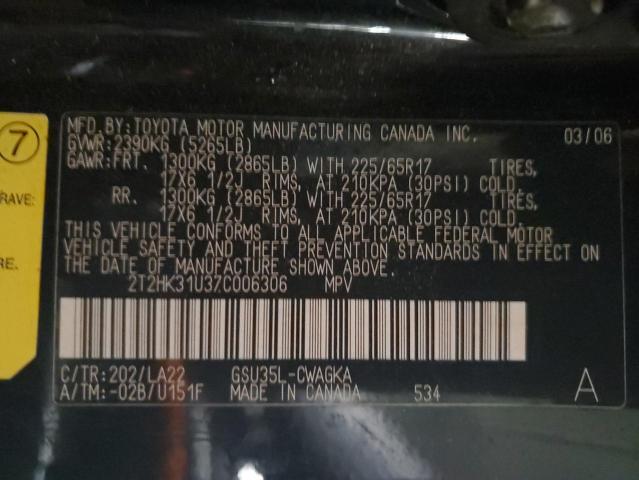 MFD.BY:TOYOTA MOTOR MANUFACTURING CANADA INC. 03/06
GVWR:2390KG (5265LB)
GAWR:FRT. 1300KG (2865LB) WITH 225/65R17 TIRES,
17X6 1/2J RIMS, AT 210KPA (30PSI) COLD.
RR. 1300KG (2865LB) WITH 225/65R17 TIRES,
17X6 1/2J RIMS, AT 210KPA (30PSI) COLD.
THIS VEHICLE CONFORMS TO ALL APPLICABLE FEDERAL MOTOR
VEHICLE SAFETY AND THEFT PREVENTION STANDARDS IN EFFECT ON
THE DATE OF MANUFACTURE SHOWN ABOVE.
2T2HK31U37C006306 MPV
C/TR:202/LA22 GSU35L-CWAGKA
A/TM:-02B/U151F MADE IN CANADA 534 A
7
RAVE:
RE.